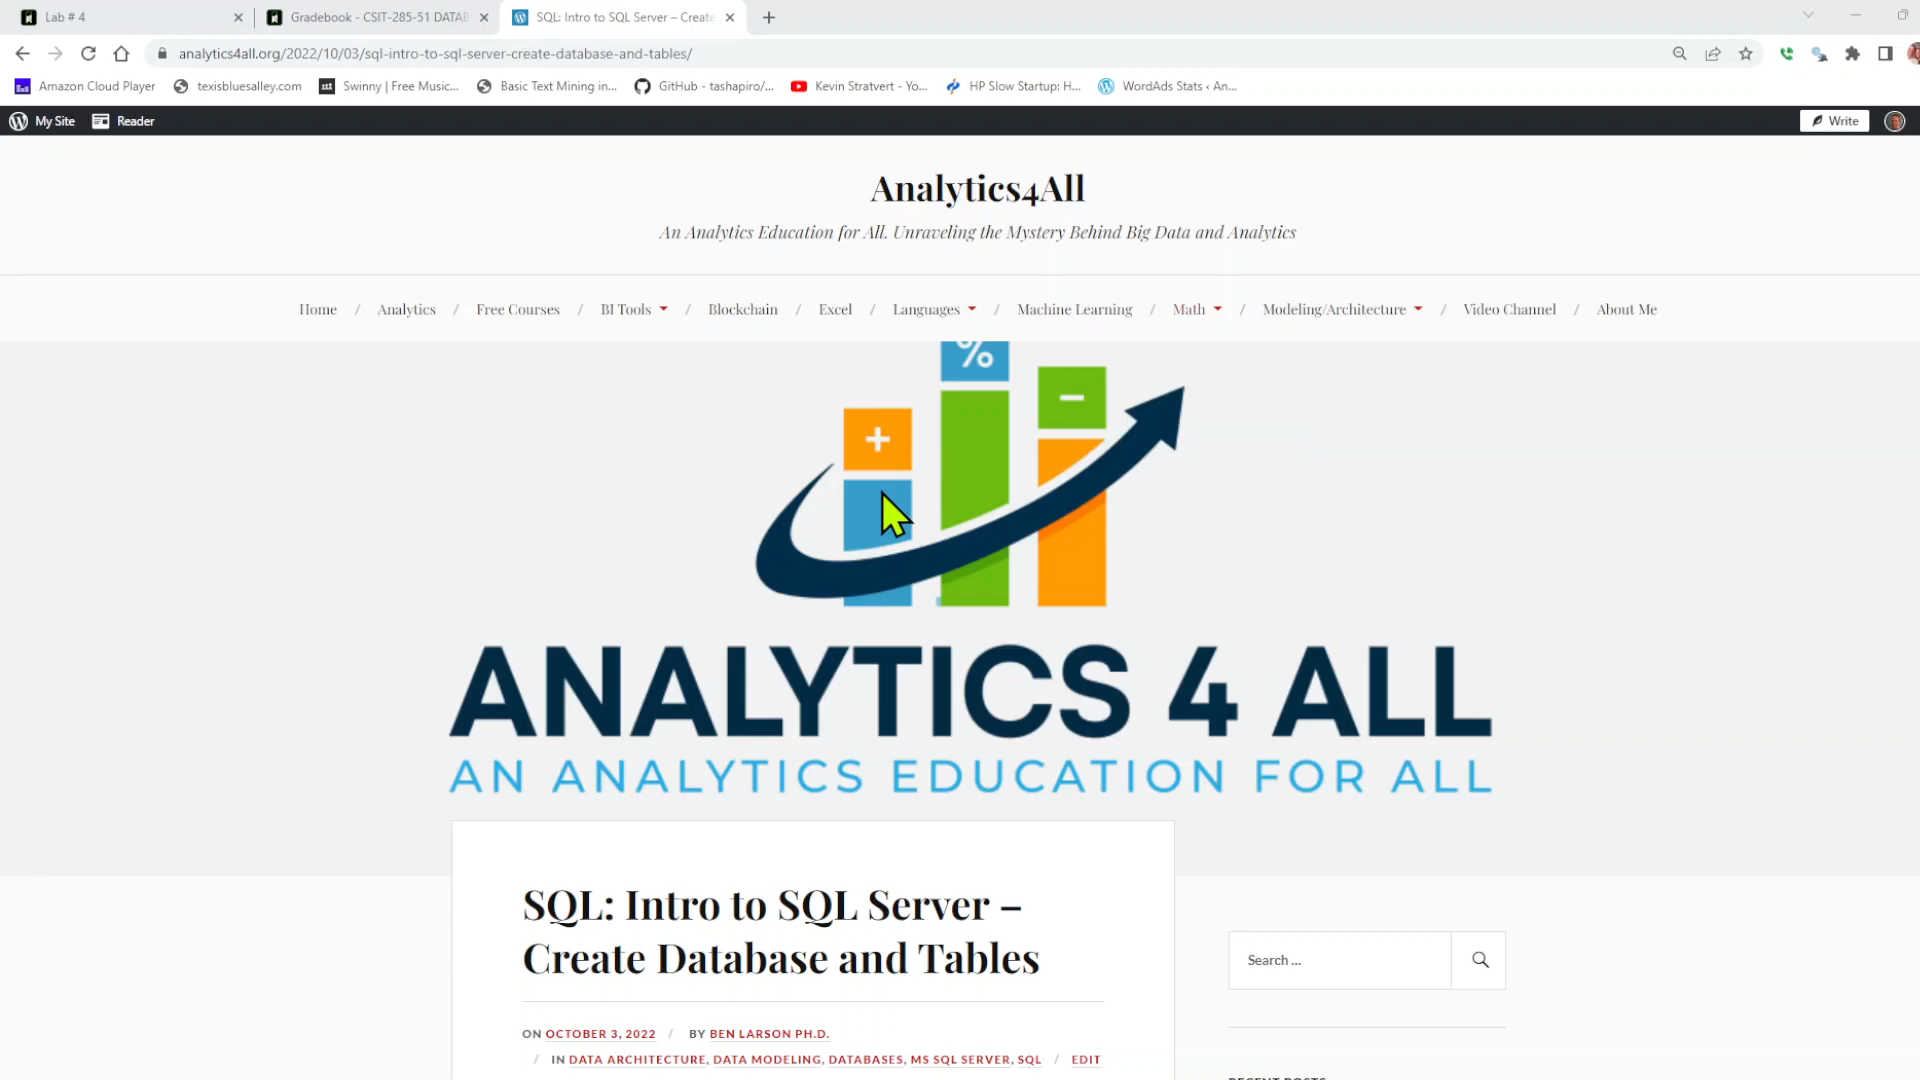 Lab # 4
Gradebook - CSIT-285-51 DATAB
SQL: Intro to SQL Server – Create
analytics4all.org/2022/10/03/sql-intro-to-sql-server-create-database-and-tables/
Amazon Cloud Player
texisbluesalley.com
Swinny | Free Music...
Basic Text Mining in...
GitHub - tashapiro/...
Kevin Stratvert - Yo...
HP Slow Startup: H...
WordAds Stats ‹ An...
My Site
Reader
Write
Analytics4All
An Analytics Education for All. Unraveling the Mystery Behind Big Data and Analytics
Home / Analytics / Free Courses / BI Tools / Blockchain / Excel / Languages / Machine Learning / Math / Modeling/Architecture / Video Channel / About Me
%
+
−
ANALYTICS 4 ALL
AN ANALYTICS EDUCATION FOR ALL
SQL: Intro to SQL Server –
Create Database and Tables
ON OCTOBER 3, 2022 / BY BEN LARSON PH.D.
/ IN DATA ARCHITECTURE, DATA MODELING, DATABASES, MS SQL SERVER, SQL / EDIT
Search ...
RECENT POSTS